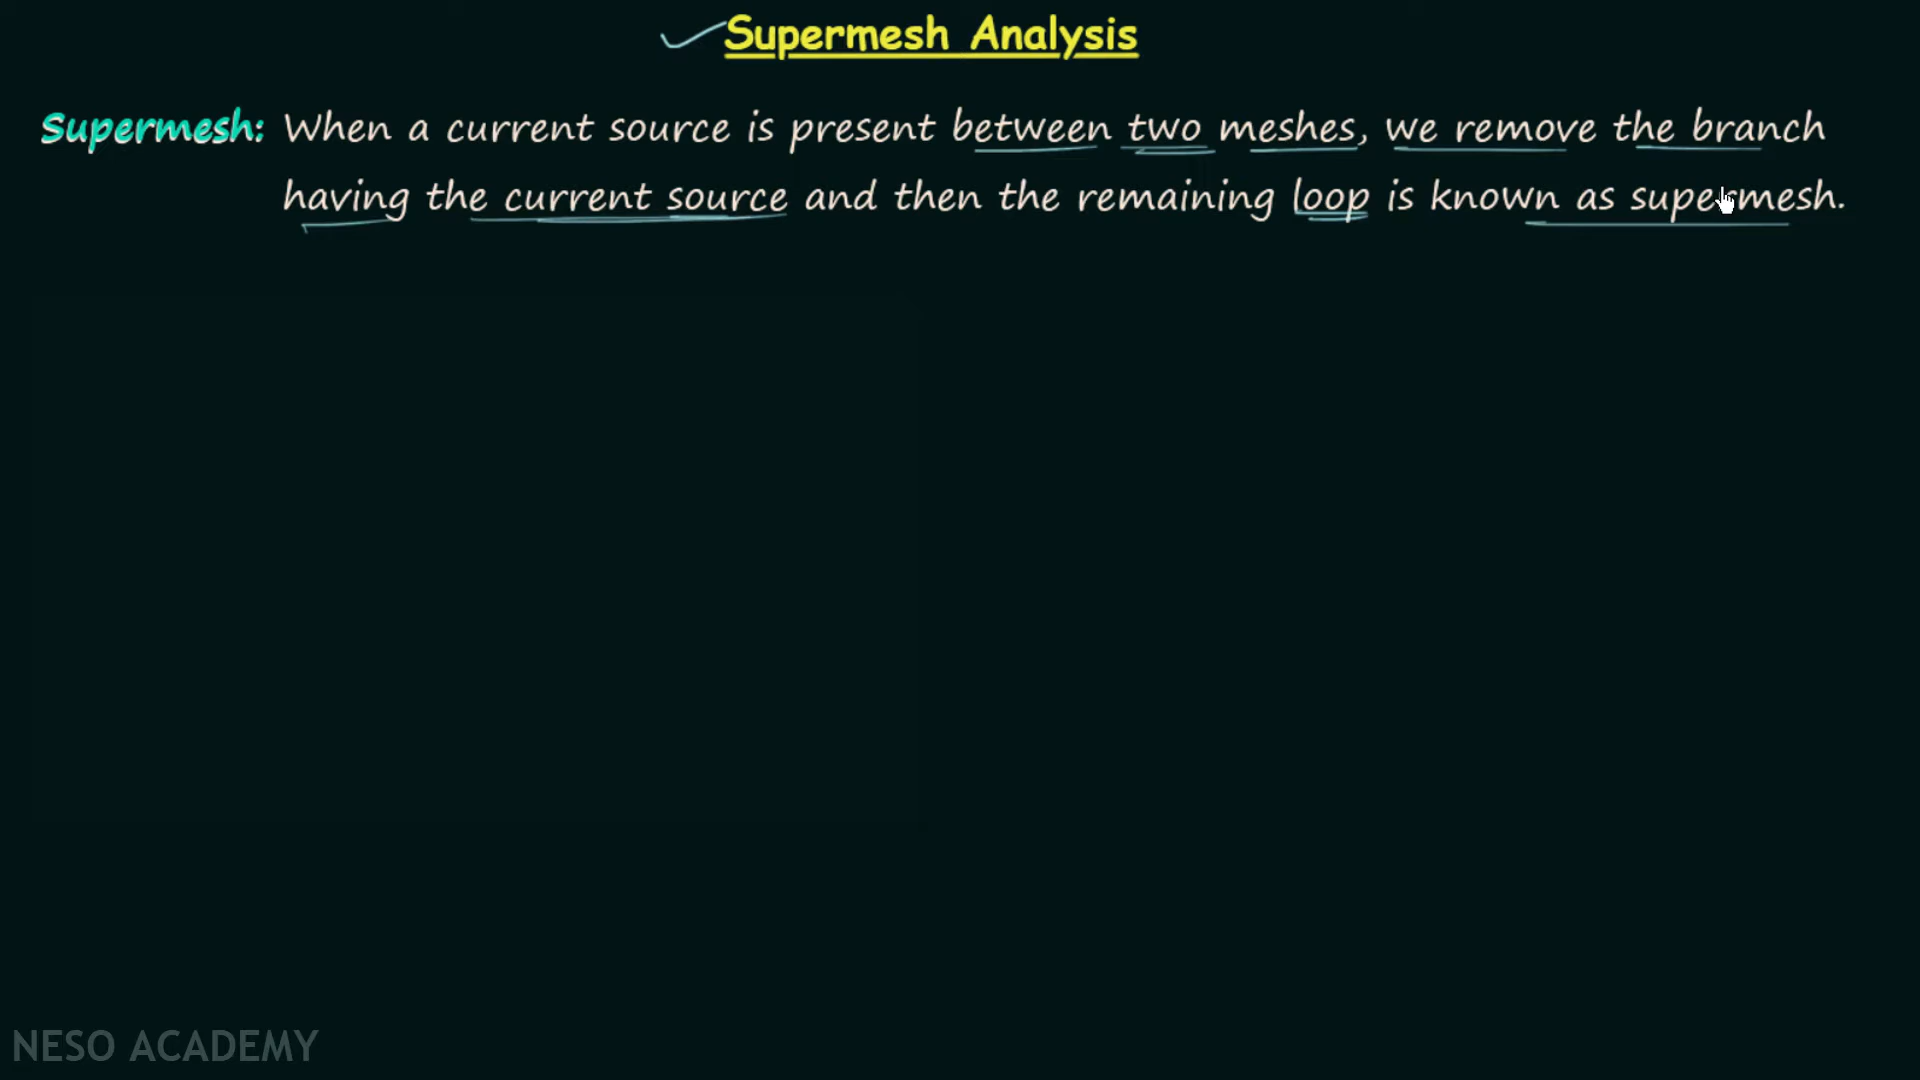 Supermesh Analysis
Supermesh: When a current source is present between two meshes, we remove the branch
having the current source and then the remaining loop is known as supermesh.
NESO ACADEMY